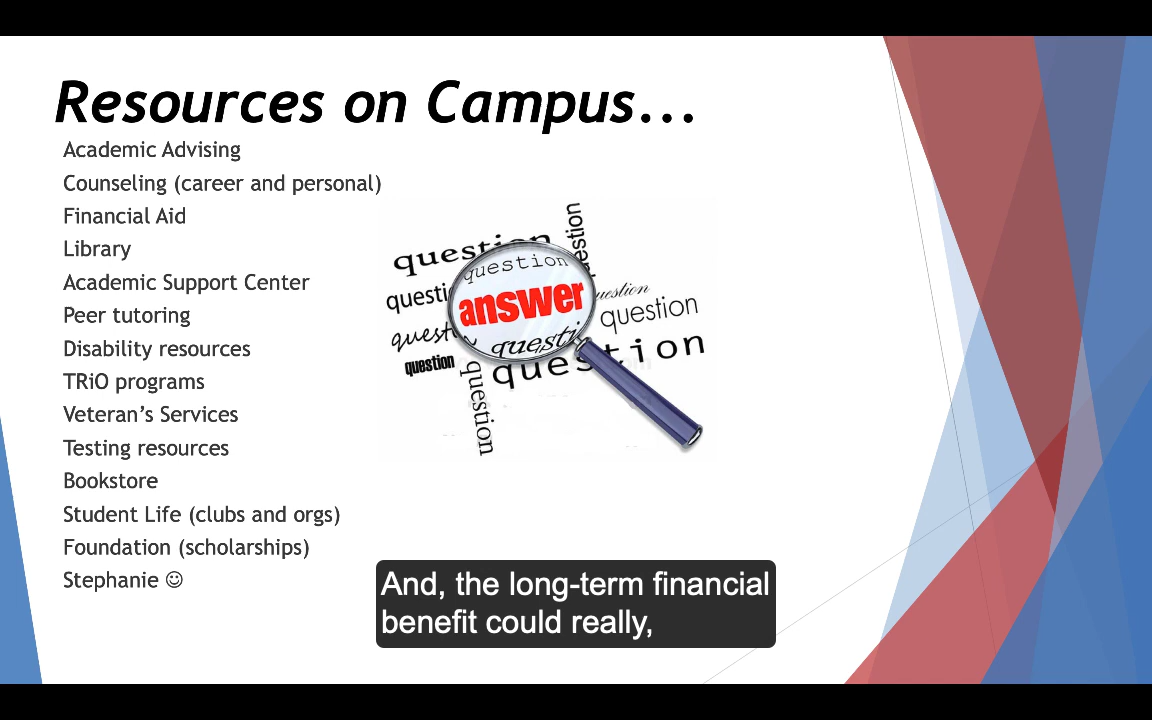 Resources on Campus...
Academic Advising
Counseling (career and personal)
Financial Aid
Library
Academic Support Center
Peer tutoring
Disability resources
TRiO programs
Veteran’s Services
Testing resources
Bookstore
Student Life (clubs and orgs)
Foundation (scholarships)
Stephanie ☺
question
question
answer
question
question
question
question
And, the long-term financial
benefit could really,